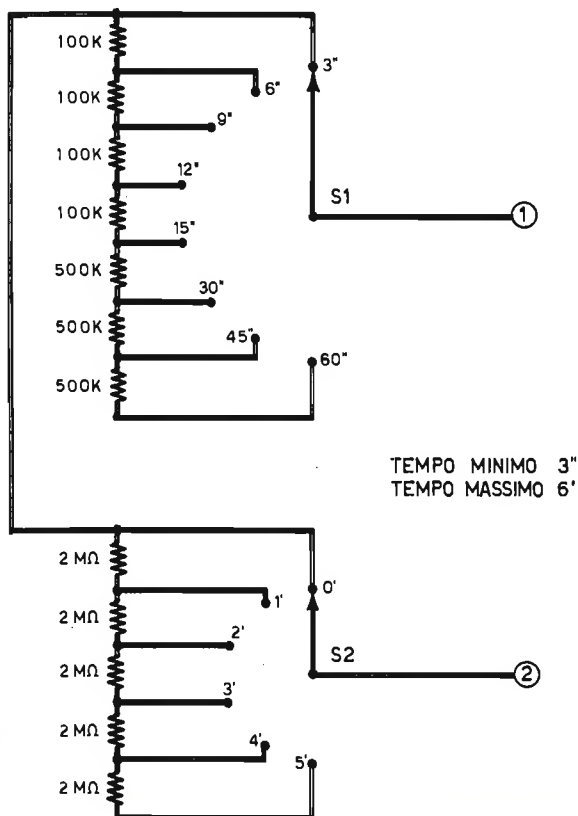 100K
3"
100K
6"
9"
100K
12"
S1
1
100K
15"
500K
30"
500K
45"
60"
500K
TEMPO MINIMO 3"
TEMPO MASSIMO 6'
2 MΩ
0'
1'
2 MΩ
2'
S2
2
2 MΩ
3'
2 MΩ
4'
5'
2 MΩ